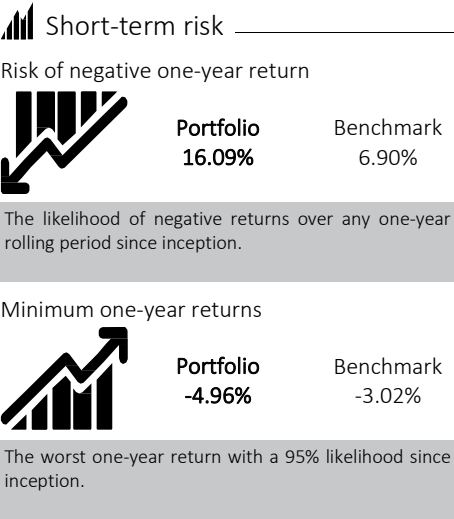 Short-term risk
Risk of negative one-year return
Portfolio Benchmark
16.09% 6.90%
The likelihood of negative returns over any one-year
rolling period since inception.
Minimum one-year returns
Portfolio Benchmark
-4.96% -3.02%
The worst one-year return with a 95% likelihood since
inception.